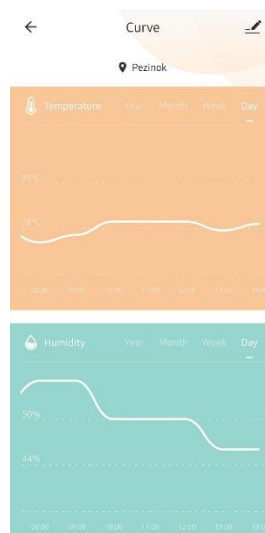 Curve
Pezinok
Temperature Year Month Week Day
30°C
08:00 09:00 10:00 11:00 12:00 13:00
Humidity Year Month Week Day
50%
44%
08:00 09:00 10:00 11:00 12:00 13:00